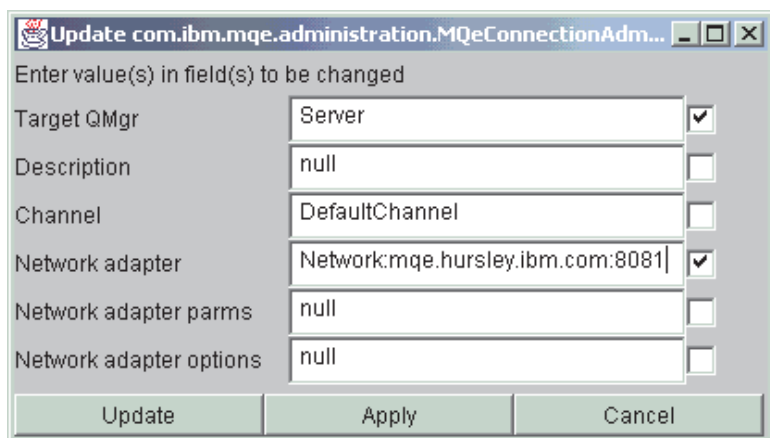 Update com.ibm.mqe.administration.MQeConnectionAdm...
Enter value(s) in field(s) to be changed
Target QMgr Server
Description null
Channel DefaultChannel
Network adapter Network:mqe.hursley.ibm.com:8081
Network adapter parms null
Network adapter options null
Update Apply Cancel